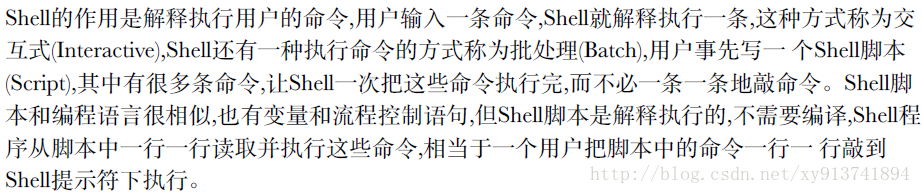 Shell的作用是解释执行用户的命令,用户输入一条命令,Shell就解释执行一条,这种方式称为交
互式(Interactive),Shell还有一种执行命令的方式称为批处理(Batch),用户事先写一 个Shell脚本
(Script),其中有很多条命令,让Shell一次把这些命令执行完,而不必一条一条地敲命令。Shell脚
本和编程语言很相似,也有变量和流程控制语句,但Shell脚本是解释执行的,不需要编译,Shell程
序从脚本中一行一行读取并执行这些命令,相当于一个用户把脚本中的命令一行一 行敲到
Shell提示符下执行。
http://blog.csdn.net/xy913741894